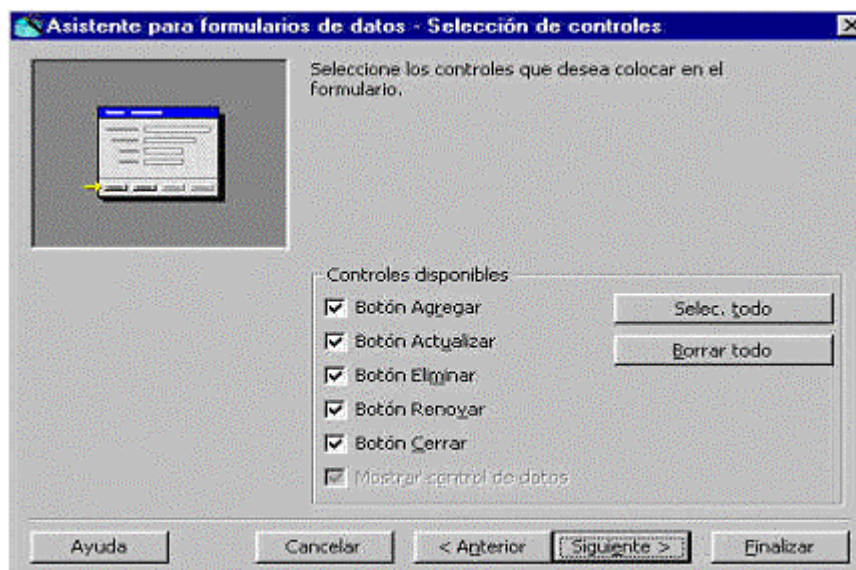 Asistente para formularios de datos - Selección de controles
Seleccione los controles que desea colocar en el
formulario.
Controles disponibles
Botón Agregar
Selec. todo
Botón Actualizar
Borrar todo
Botón Eliminar
Botón Renovar
Botón Cerrar
Mostrar control de datos
Ayuda
Cancelar
< Anterior
Siguiente >
Finalizar